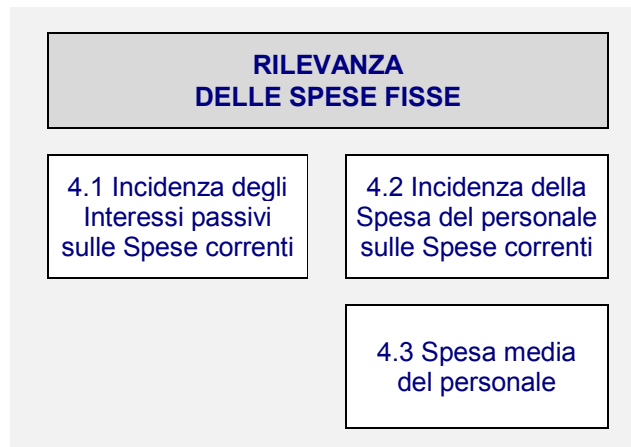 RILEVANZA
DELLE SPESE FISSE
4.1 Incidenza degli
Interessi passivi
sulle Spese correnti
4.2 Incidenza della
Spesa del personale
sulle Spese correnti
4.3 Spesa media
del personale